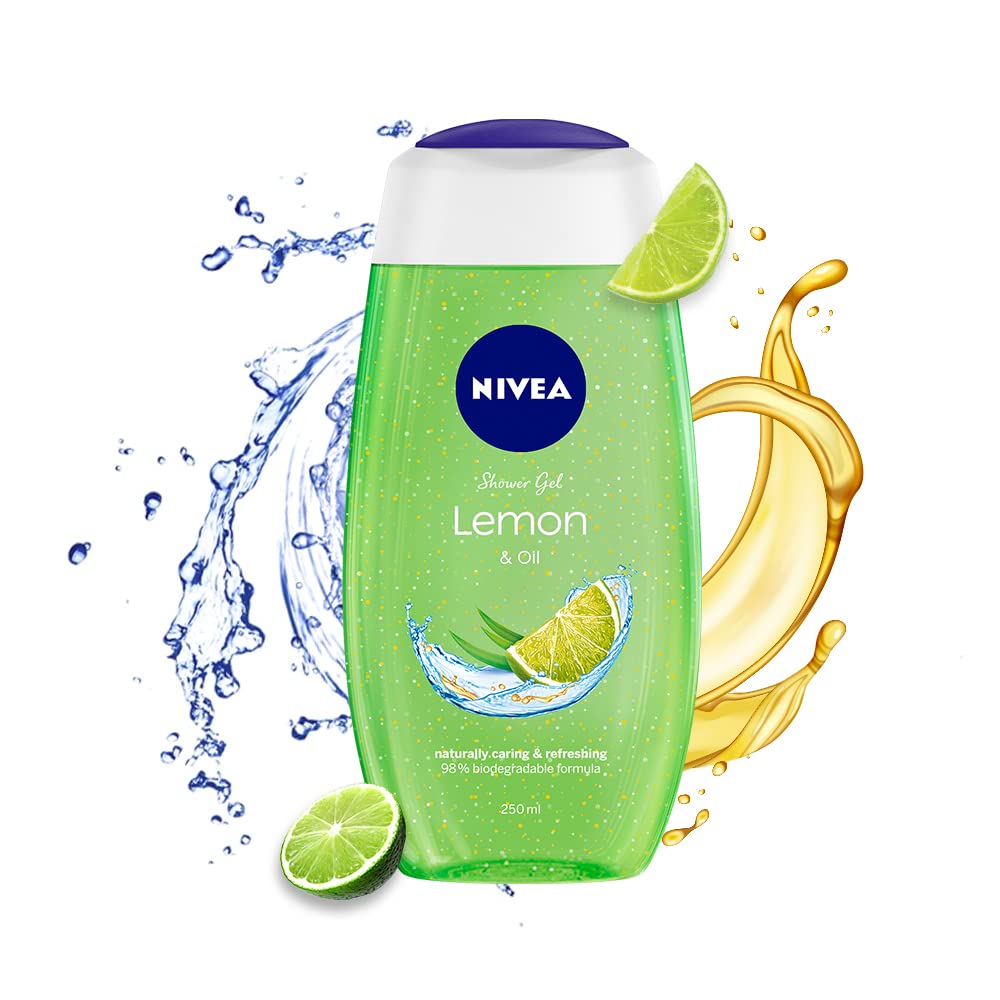 NIVEA
Shower Gel
Lemon
& Oil
naturally caring & refreshing
98% biodegradable formula
250 ml